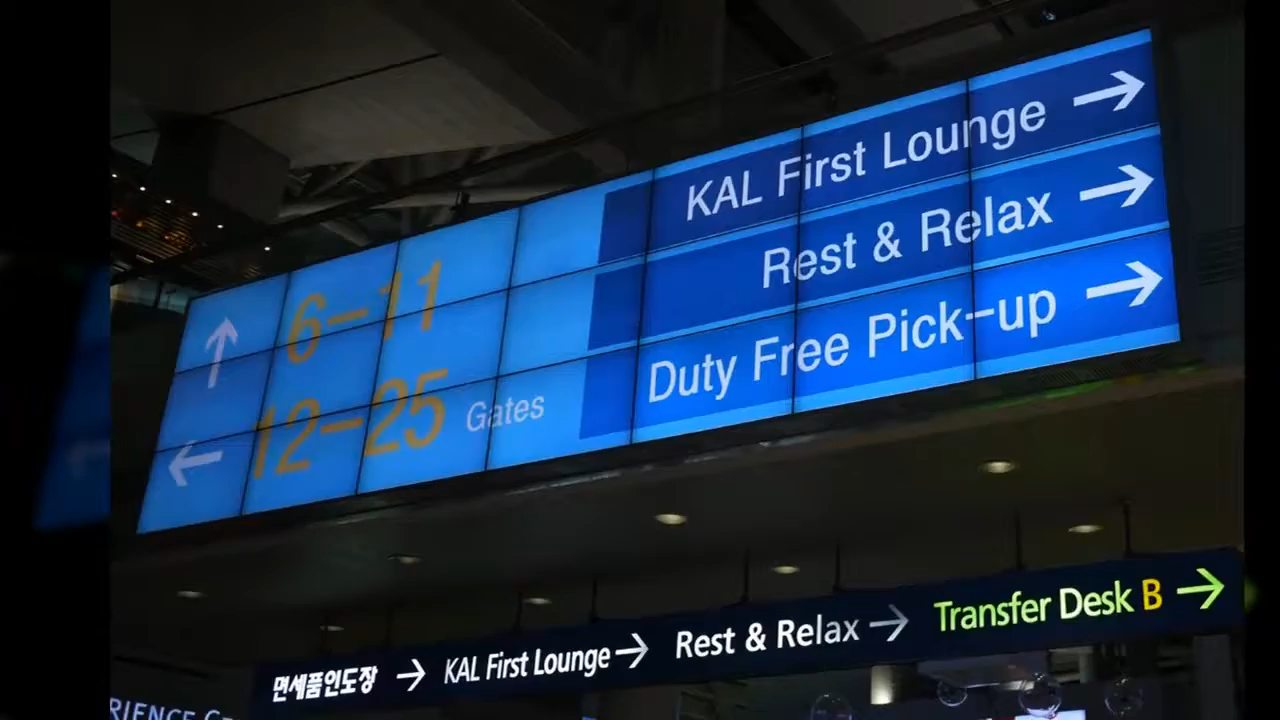 KAL First Lounge →
Rest & Relax →
Duty Free Pick-up →
↑ 6-11
← 12-25 Gates
면세품인도장 → KAL First Lounge → Rest & Relax → Transfer Desk B →